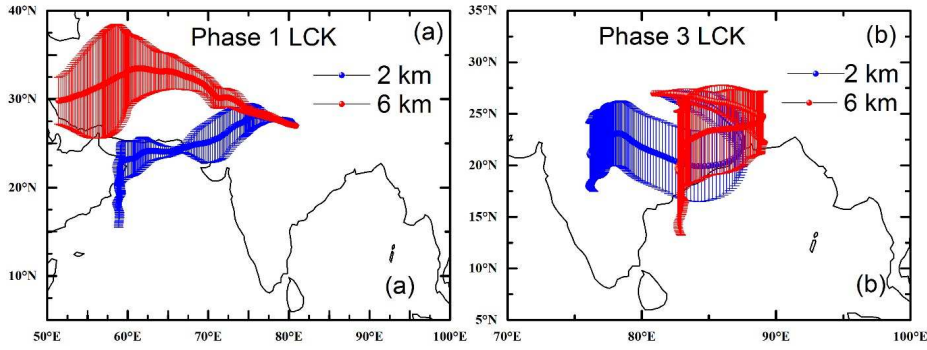 40°N
Phase 1 LCK
(a)
2 km
6 km
30°N
20°N
10°N
(a)
50°E 60°E 70°E 80°E 90°E 100°E
35°N
Phase 3 LCK
(b)
2 km
6 km
30°N
25°N
20°N
15°N
10°N
(b)
5°N
70°E 80°E 90°E 100°E